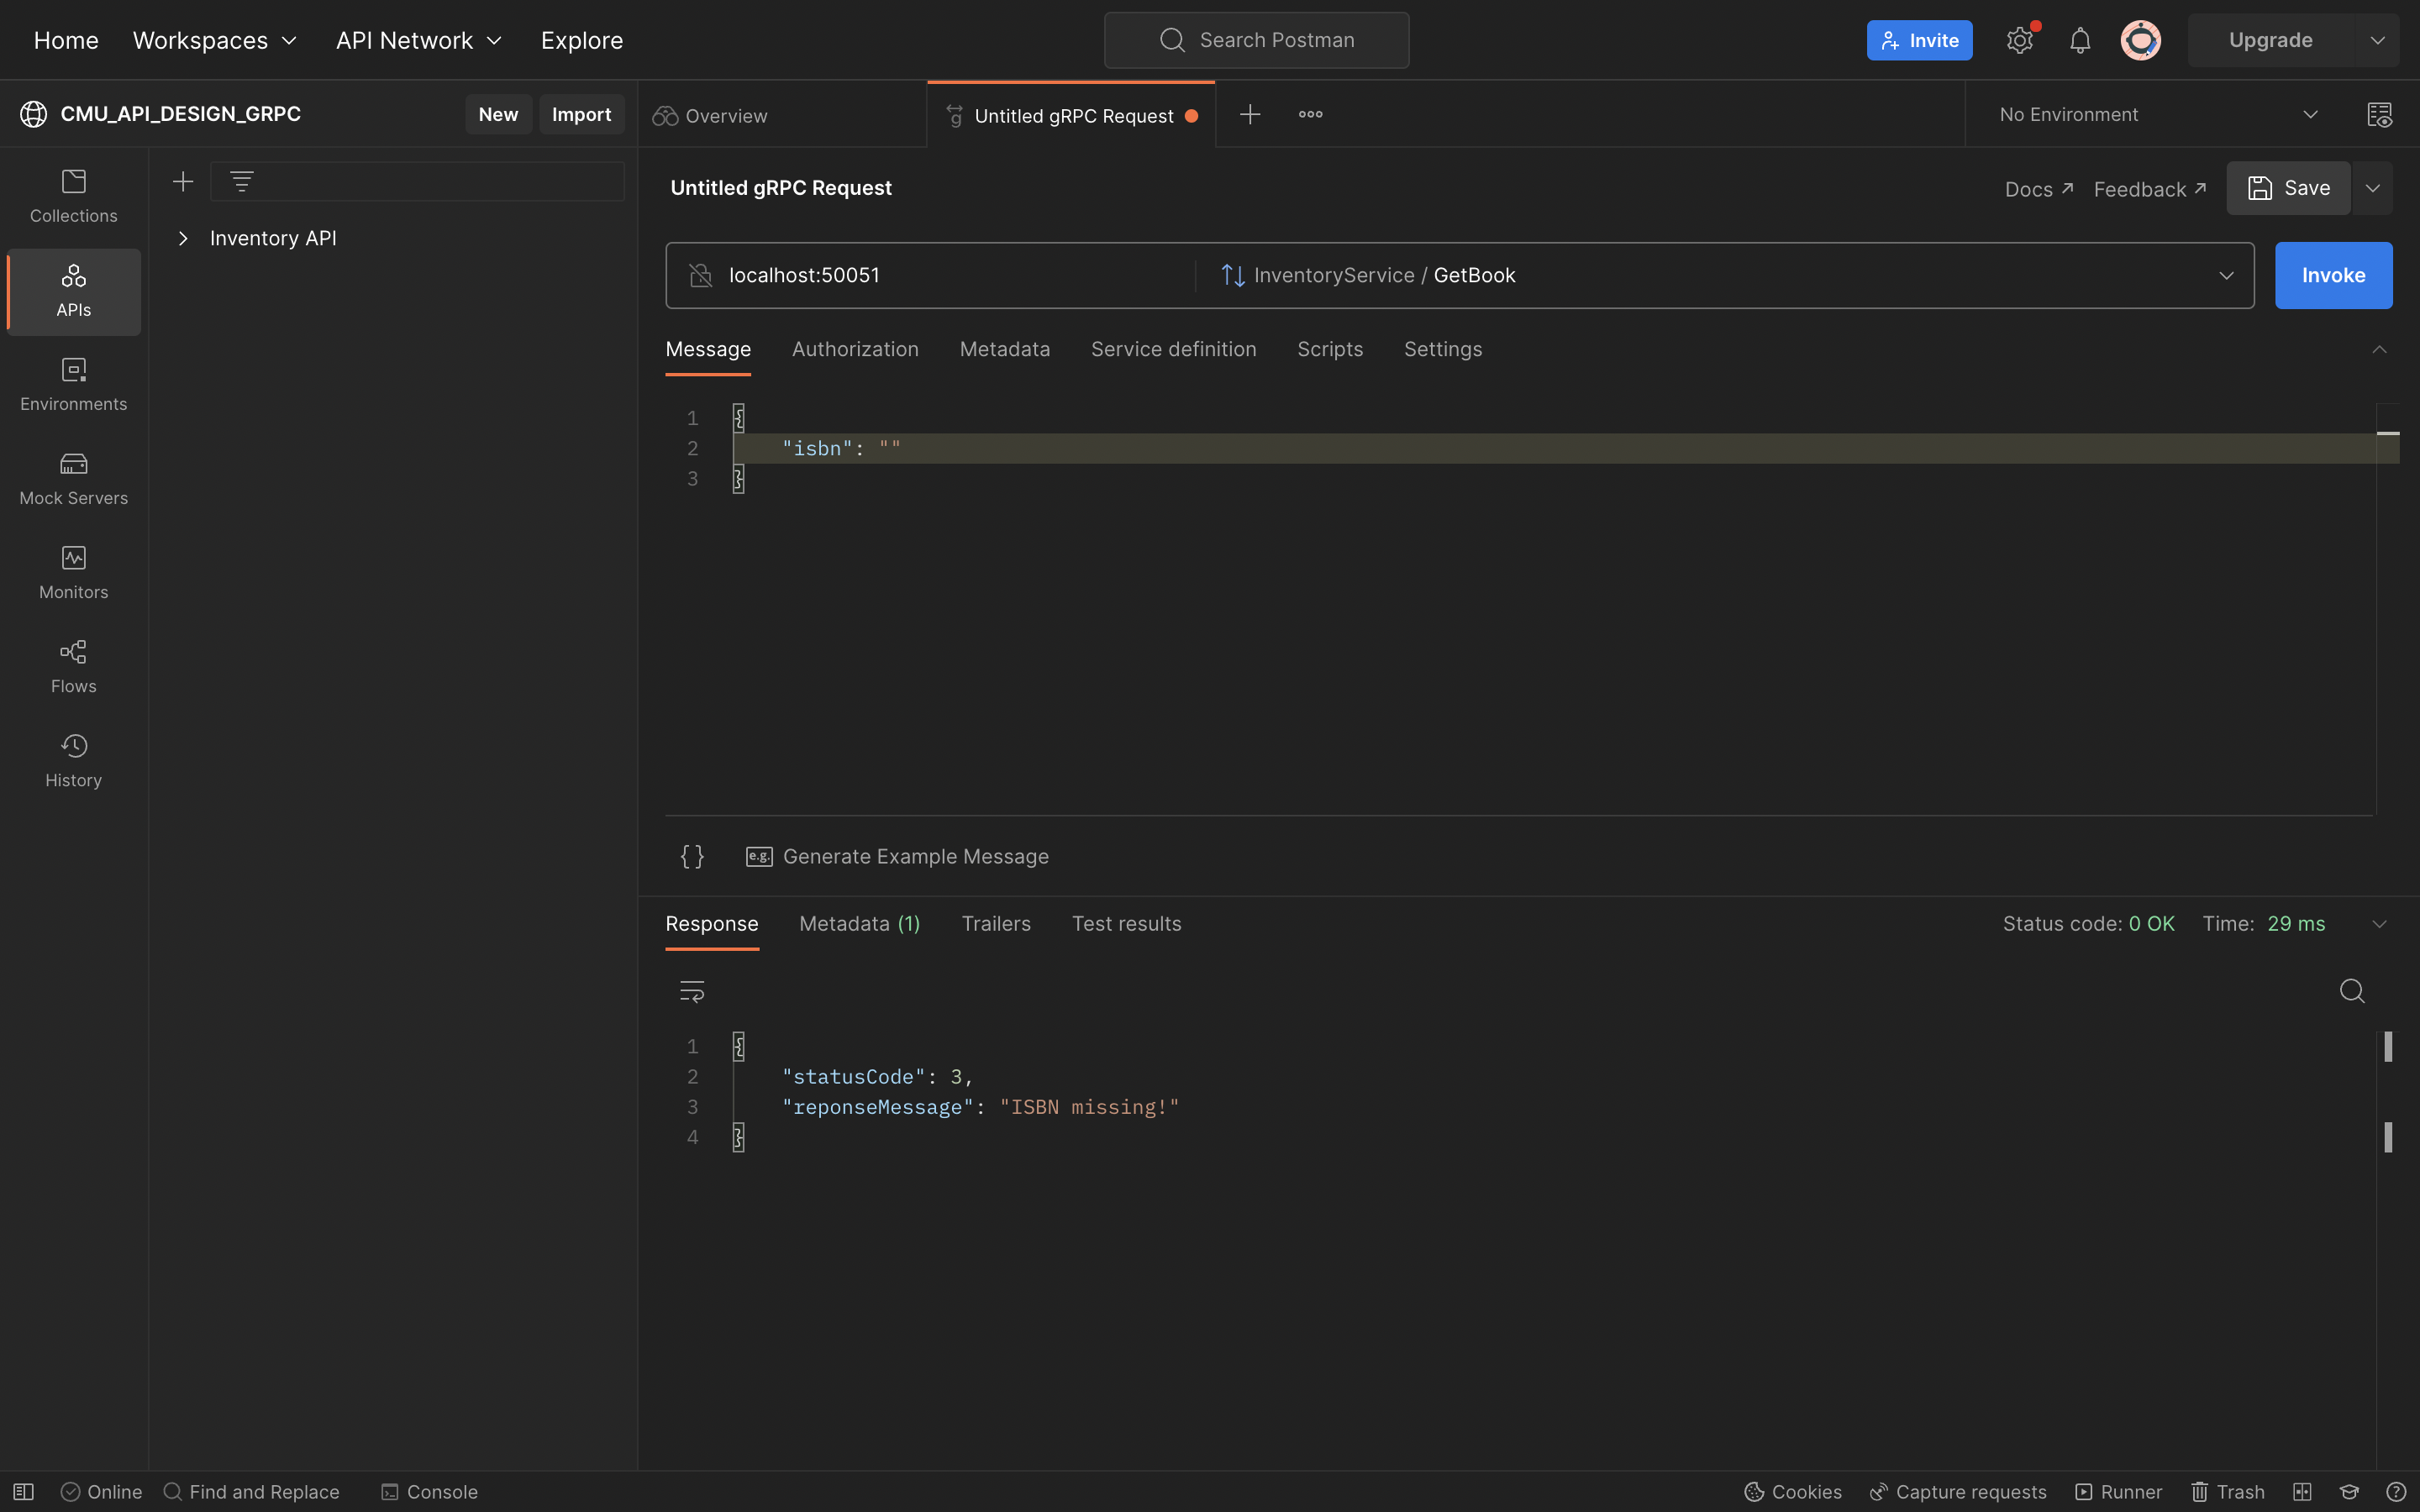 Home Workspaces API Network Explore Search Postman Invite Upgrade
CMU_API_DESIGN_GRPC New Import Overview Untitled gRPC Request No Environment
Collections
APIs
Environments
Mock Servers
Monitors
Flows
History
Inventory API
Untitled gRPC Request Docs Feedback Save
localhost:50051 InventoryService / GetBook Invoke
Message Authorization Metadata Service definition Scripts Settings
1 {
2 "isbn": ""
3 }
{} e.g. Generate Example Message
Response Metadata (1) Trailers Test results Status code: 0 OK Time: 29 ms
1 {
2 "statusCode": 3,
3 "reponseMessage": "ISBN missing!"
4 }
Online Find and Replace Console Cookies Capture requests Runner Trash